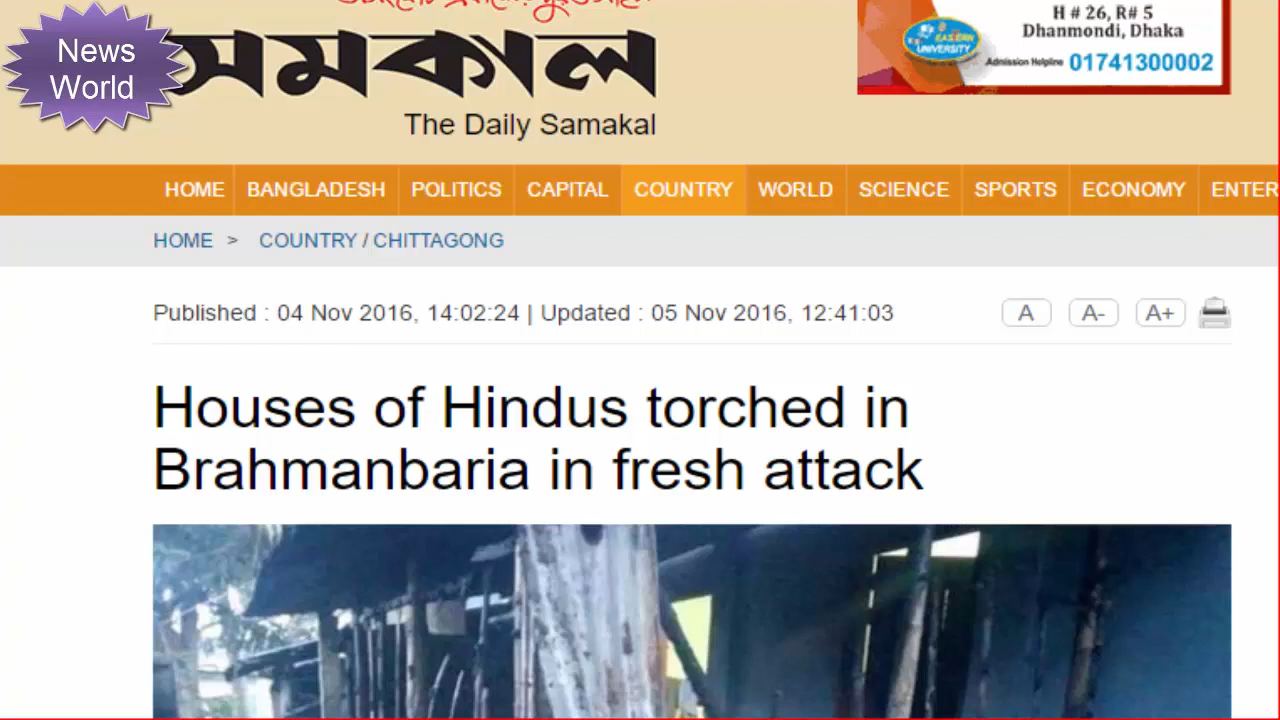 News
World
সমকাল
The Daily Samakal
H # 26, R# 5
Dhanmondi, Dhaka
EASTERN
UNIVERSITY
Admission Helpline 01741300002
HOME BANGLADESH POLITICS CAPITAL COUNTRY WORLD SCIENCE SPORTS ECONOMY ENTER
HOME > COUNTRY / CHITTAGONG
Published : 04 Nov 2016, 14:02:24 | Updated : 05 Nov 2016, 12:41:03
A A- A+
Houses of Hindus torched in
Brahmanbaria in fresh attack